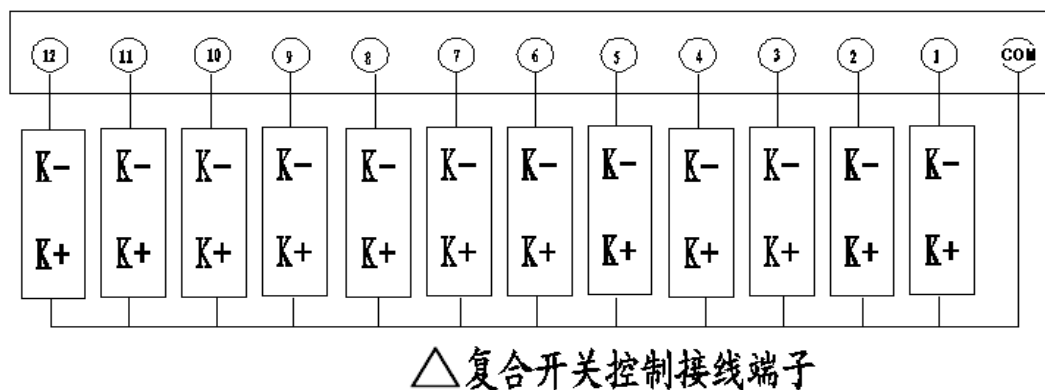 12 11 10 9 8 7 6 5 4 3 2 1 COM
K- K- K- K- K- K- K- K- K- K- K- K-
K+ K+ K+ K+ K+ K+ K+ K+ K+ K+ K+ K+
△复合开关控制接线端子